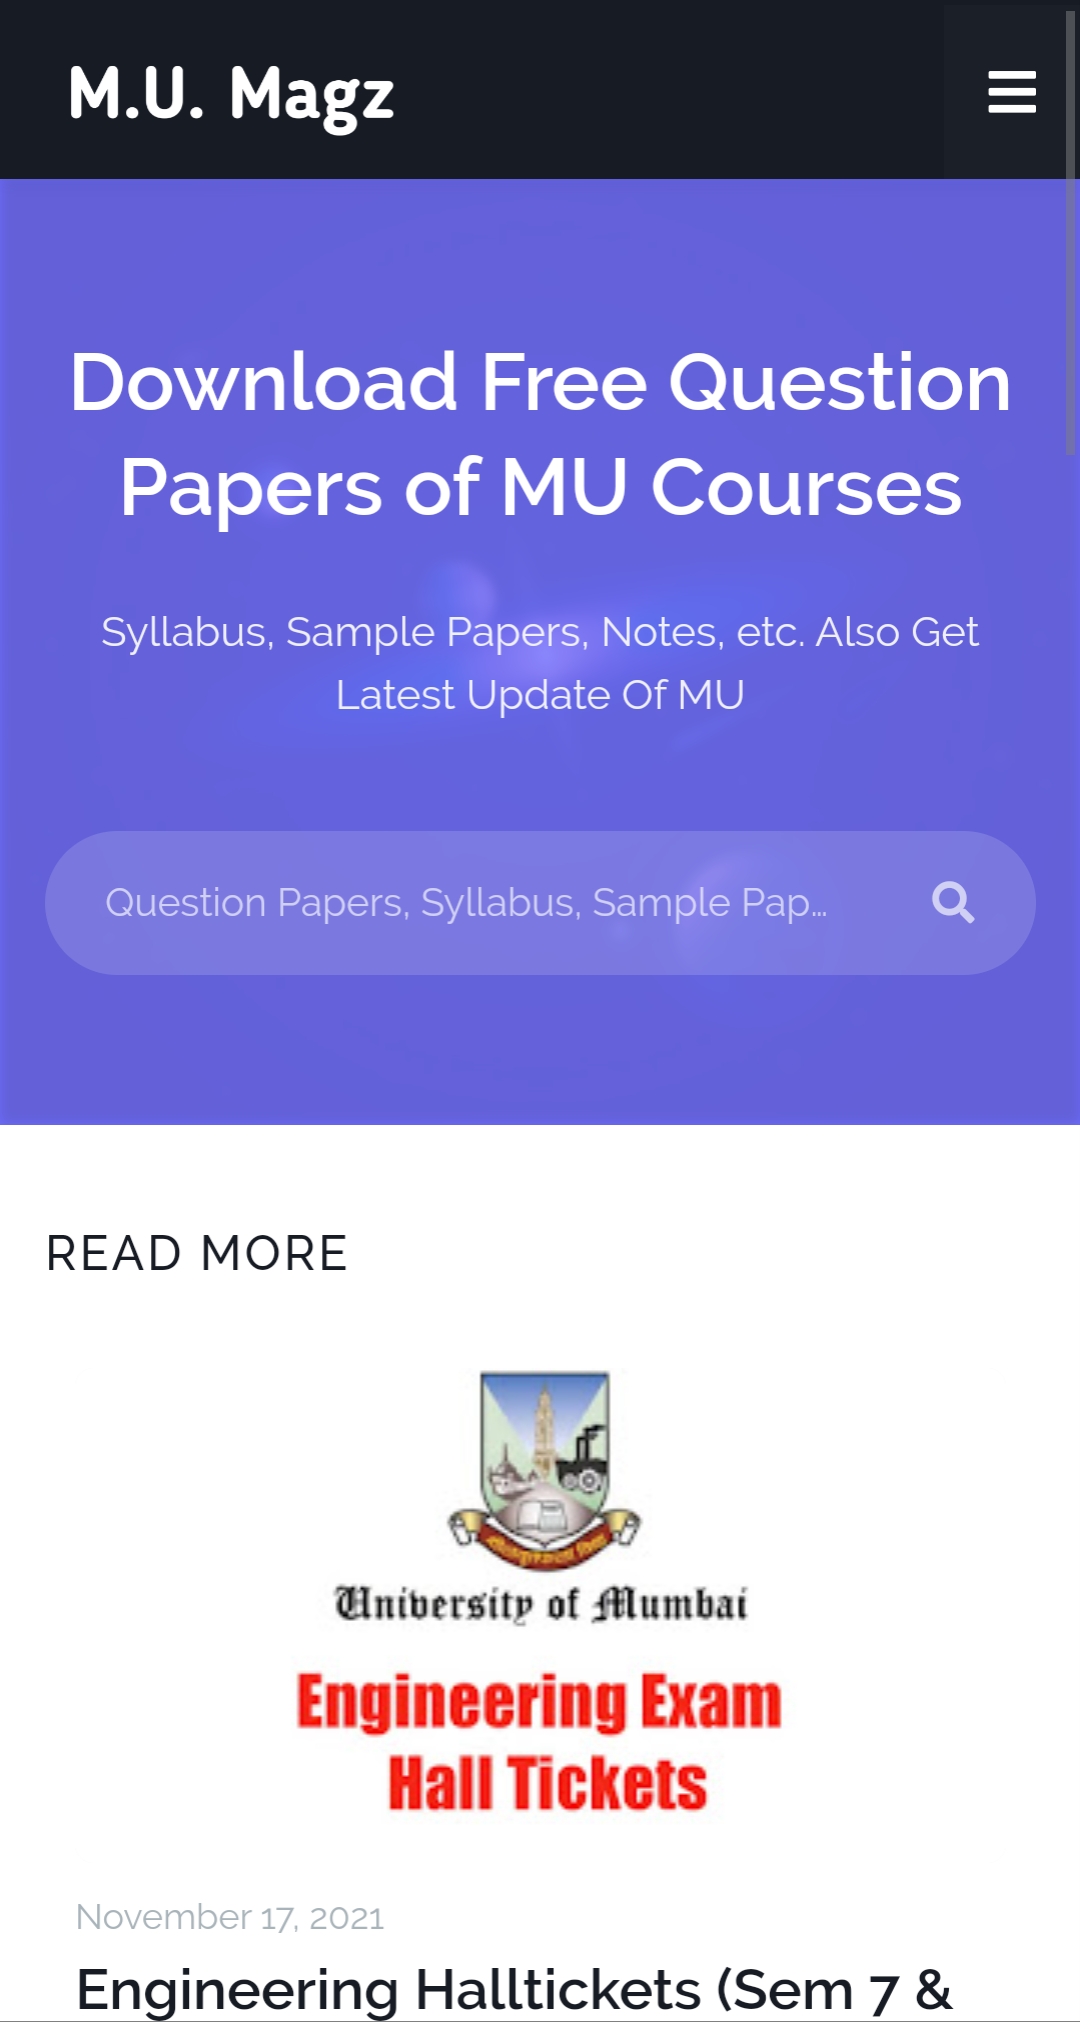 M.U. Magz
Download Free Question
Papers of MU Courses
Syllabus, Sample Papers, Notes, etc. Also Get
Latest Update Of MU
Question Papers, Syllabus, Sample Pap...
READ MORE
University of Mumbai
Engineering Exam
Hall Tickets
November 17, 2021
Engineering Halltickets (Sem 7 &